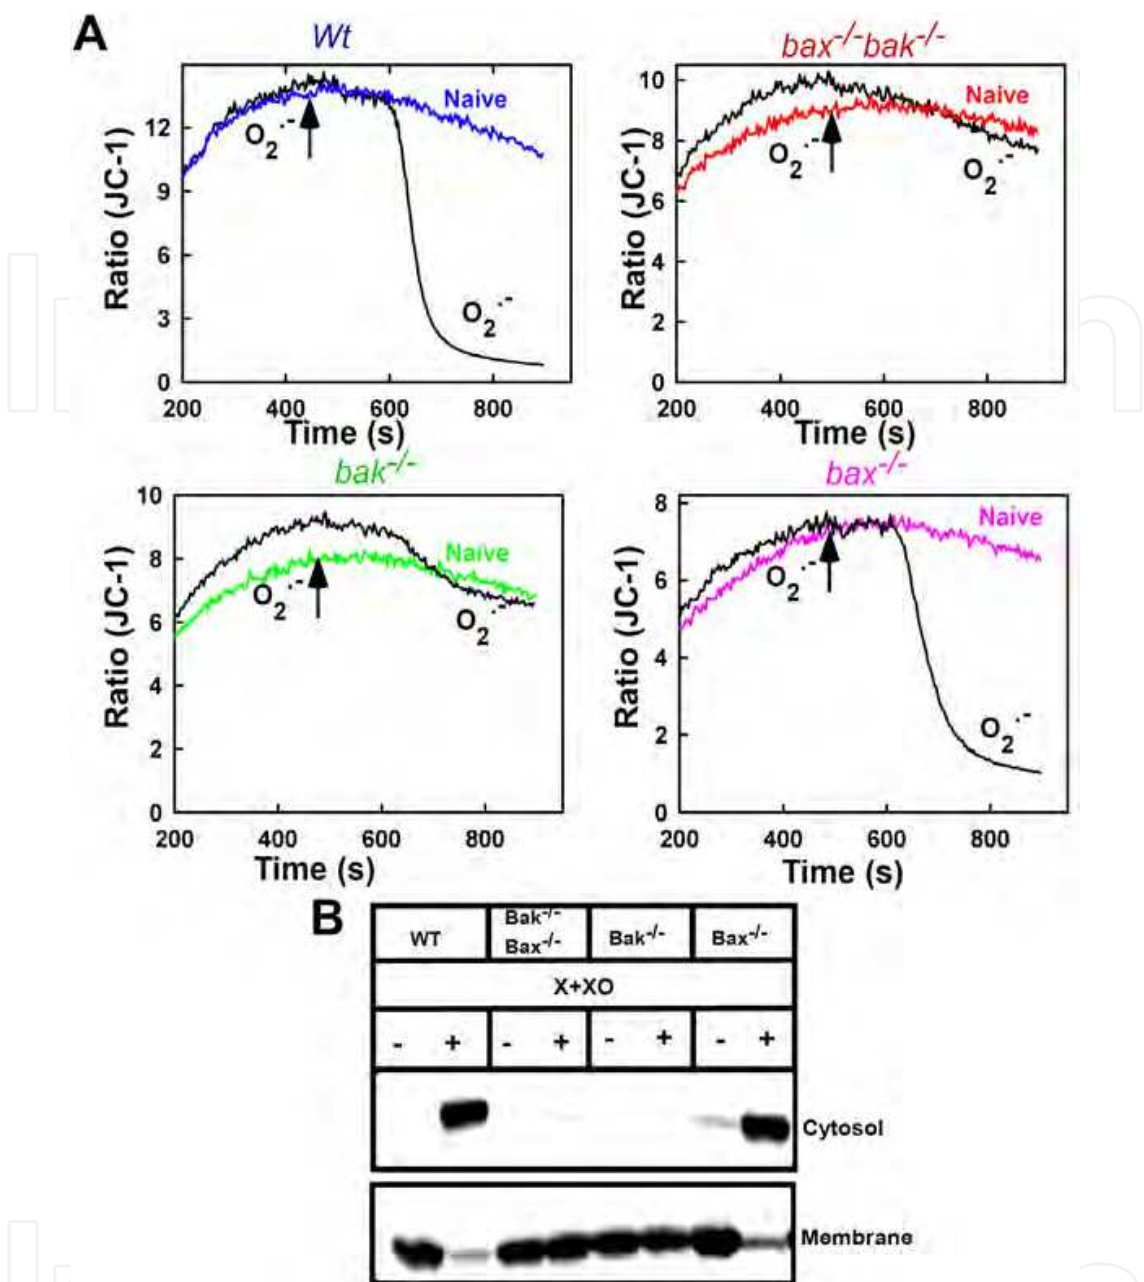 A
Wt
bax-/-bak-/-
Ratio (JC-1)
12
9
6
3
0
Naive
O2·-
O2·-
200 400 600 800
Time (s)
Ratio (JC-1)
10
8
6
4
2
0
Naive
O2·-
O2·-
200 400 600 800
Time (s)
bak-/-
bax-/-
Ratio (JC-1)
10
8
6
4
2
0
Naive
O2·-
O2·-
200 400 600 800
Time (s)
Ratio (JC-1)
8
6
4
2
0
Naive
O2·-
O2·-
200 400 600 800
Time (s)
B
WT
Bak-/-
Bax-/-
Bak-/-
Bax-/-
X+XO
- + - + - + - +
Cytosol
Membrane